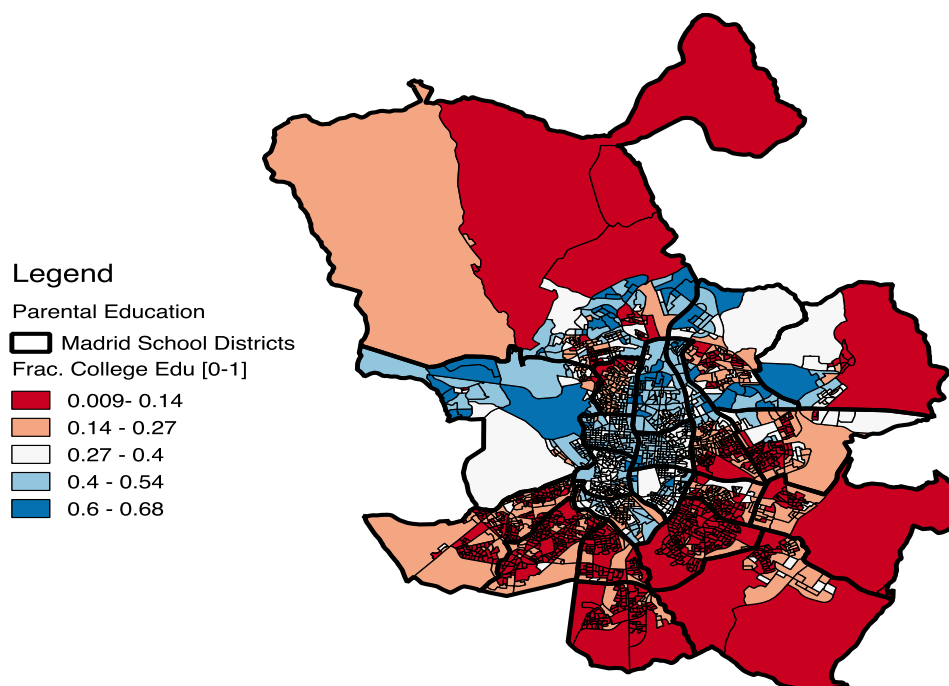 Legend
Parental Education
Madrid School Districts
Frac. College Edu [0-1]
0.009- 0.14
0.14 - 0.27
0.27 - 0.4
0.4 - 0.54
0.6 - 0.68